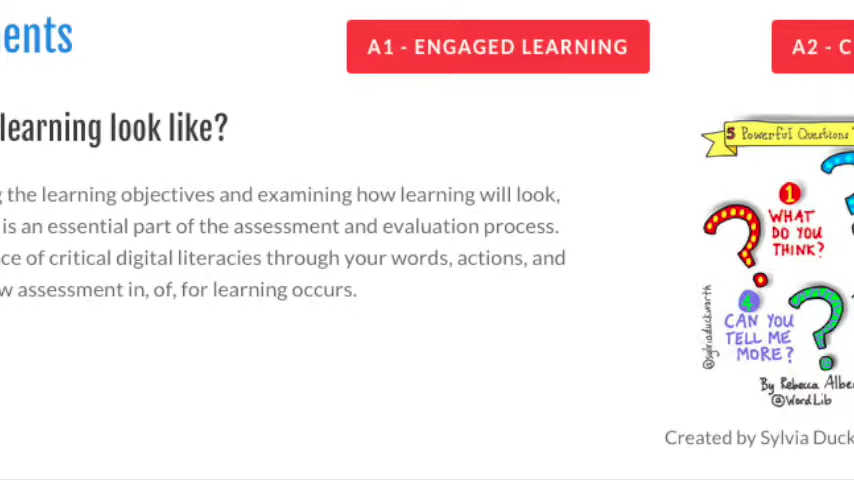 ents
A1 - ENGAGED LEARNING
A2 - C
learning look like?
g the learning objectives and examining how learning will look,
is an essential part of the assessment and evaluation process.
ce of critical digital literacies through your words, actions, and
w assessment in, of, for learning occurs.
5 Powerful Questions
1
WHAT
DO YOU
THINK?
4
CAN YOU
TELL ME
MORE?
@sylviaduckworth
By Rebecca Albe
@WordLib
Created by Sylvia Duck